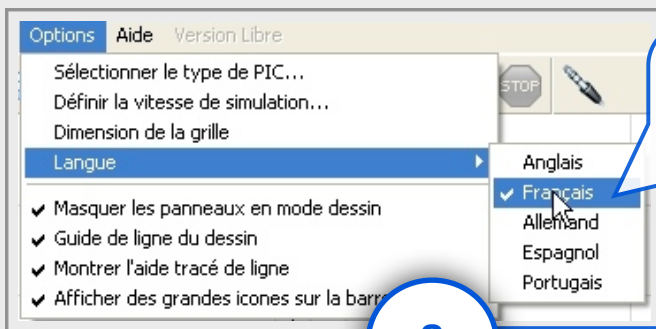 Options Aide Version Libre
Sélectionner le type de PIC...
Définir la vitesse de simulation...
Dimension de la grille
Langue
Masquer les panneaux en mode dessin
Guide de ligne du dessin
Montrer l'aide tracé de ligne
Afficher des grandes icones sur la barre
STOP
Anglais
Français
Allemand
Espagnol
Portugais